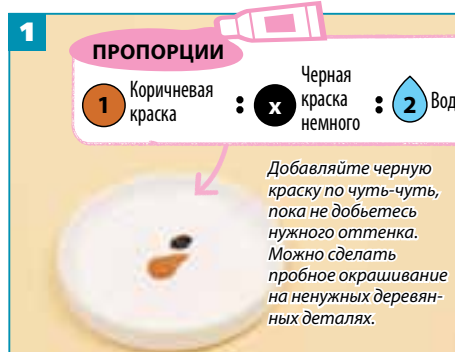 1
ПРОПОРЦИИ
1 Коричневая краска : x Черная краска немного : 2 Вод
Добавляйте черную
краску по чуть-чуть,
пока не добьетесь
нужного оттенка.
Можно сделать
пробное окрашивание
на ненужных деревян-
ных деталях.